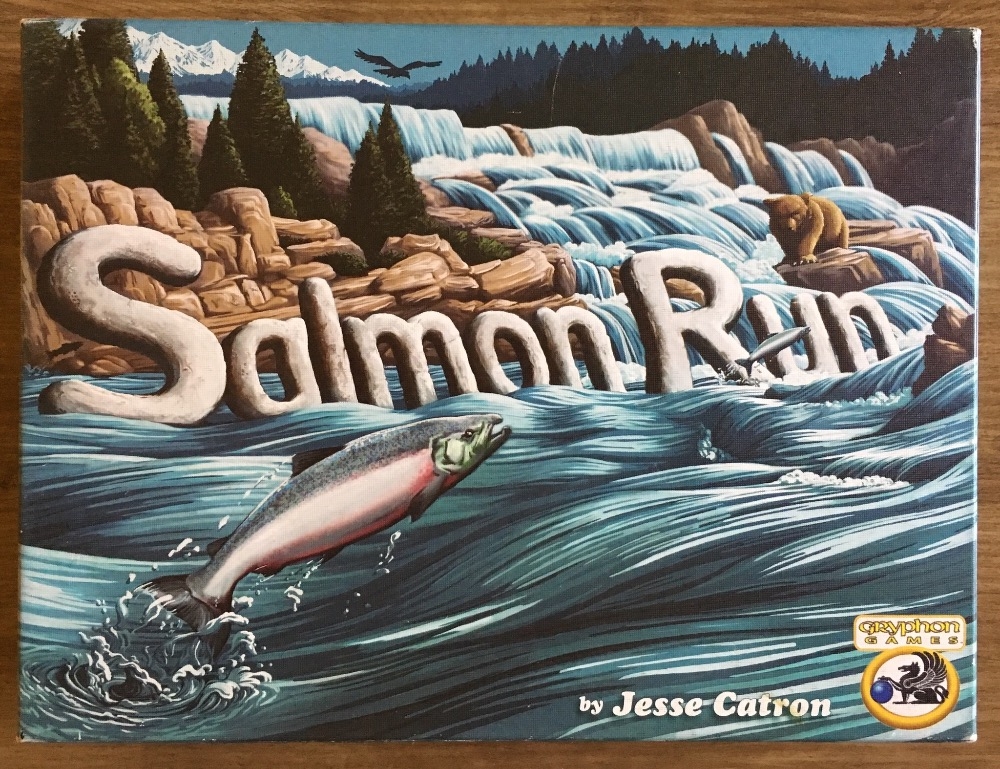 Salmon Run
GRYPHON
GAMES
by Jesse Catron